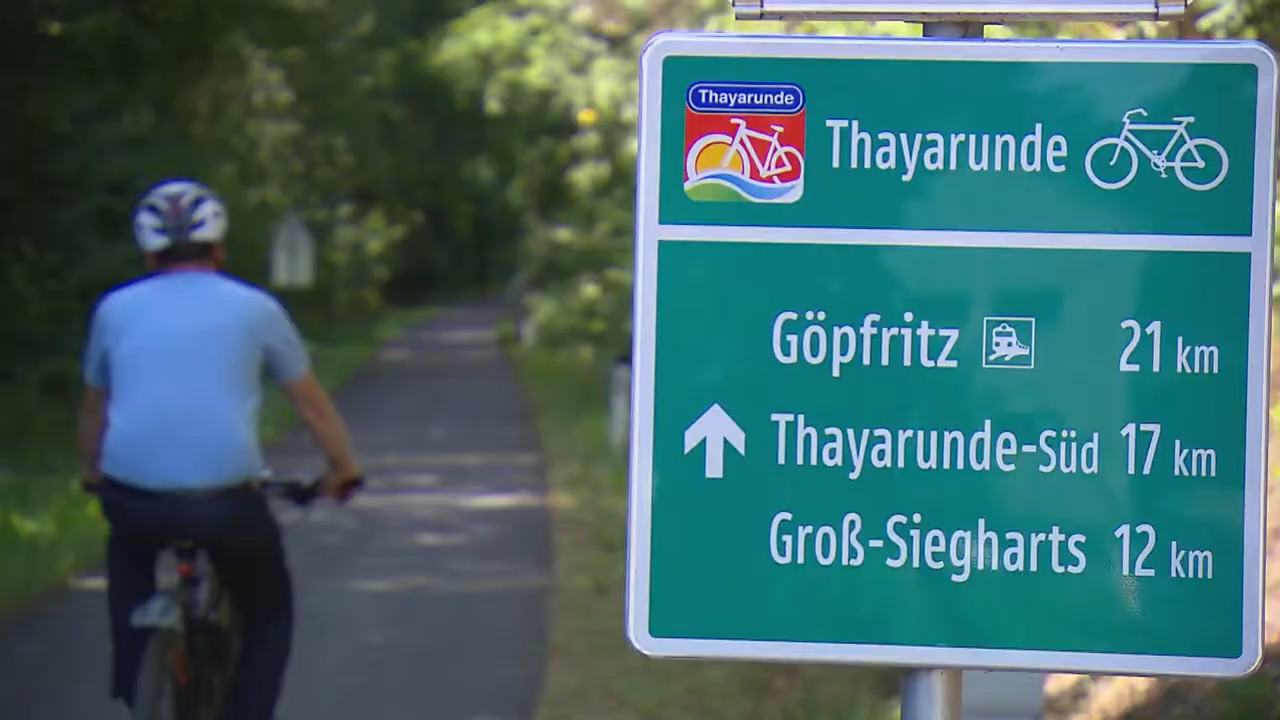 Thayarunde
Thayarunde
Göpfritz 21 km
Thayarunde-Süd 17 km
Groß-Siegharts 12 km